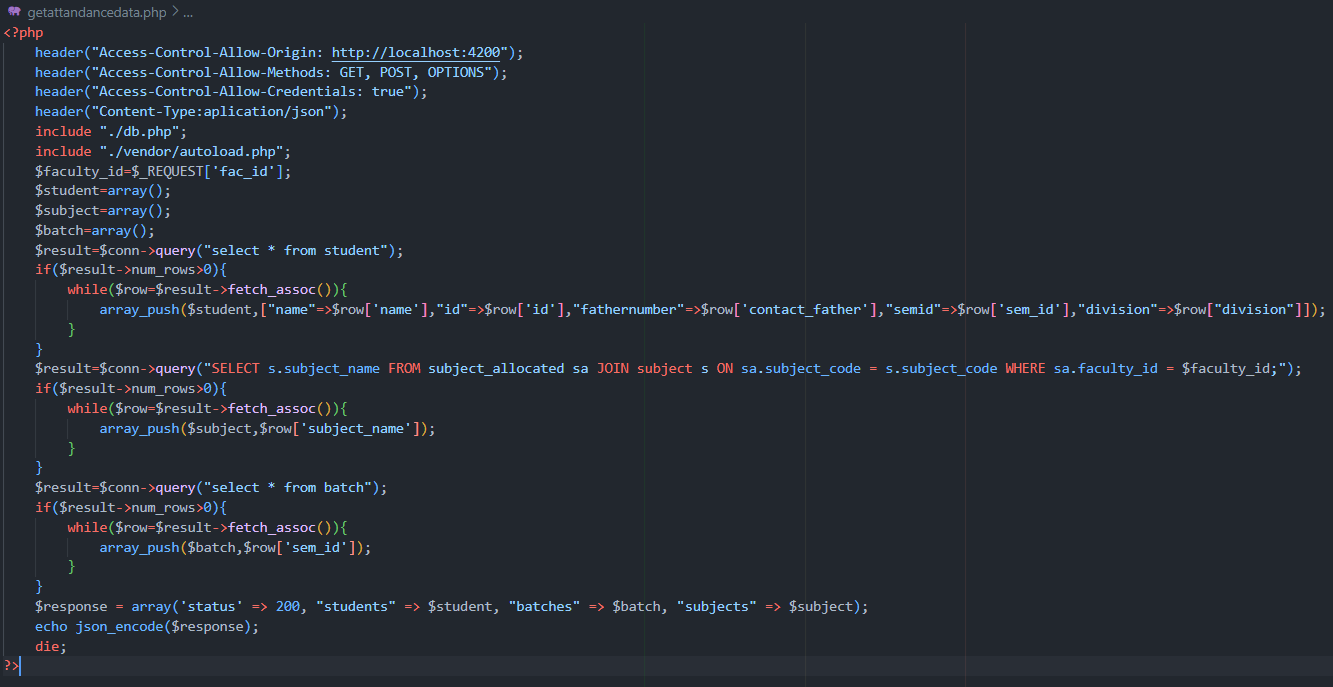 getattandancedata.php > ...
<?php
header("Access-Control-Allow-Origin: http://localhost:4200");
header("Access-Control-Allow-Methods: GET, POST, OPTIONS");
header("Access-Control-Allow-Credentials: true");
header("Content-Type:aplication/json");
include "./db.php";
include "./vendor/autoload.php";
$faculty_id=$_REQUEST['fac_id'];
$student=array();
$subject=array();
$batch=array();
$result=$conn->query("select * from student");
if($result->num_rows>0){
while($row=$result->fetch_assoc()){
array_push($student,["name"=>$row['name'],"id"=>$row['id'],"fathernumber"=>$row['contact_father'],"semid"=>$row['sem_id'],"division"=>$row["division"]]);
}
}
$result=$conn->query("SELECT s.subject_name FROM subject_allocated sa JOIN subject s ON sa.subject_code = s.subject_code WHERE sa.faculty_id = $faculty_id;");
if($result->num_rows>0){
while($row=$result->fetch_assoc()){
array_push($subject,$row['subject_name']);
}
}
$result=$conn->query("select * from batch");
if($result->num_rows>0){
while($row=$result->fetch_assoc()){
array_push($batch,$row['sem_id']);
}
}
$response = array('status' => 200, "students" => $student, "batches" => $batch, "subjects" => $subject);
echo json_encode($response);
die;
?>